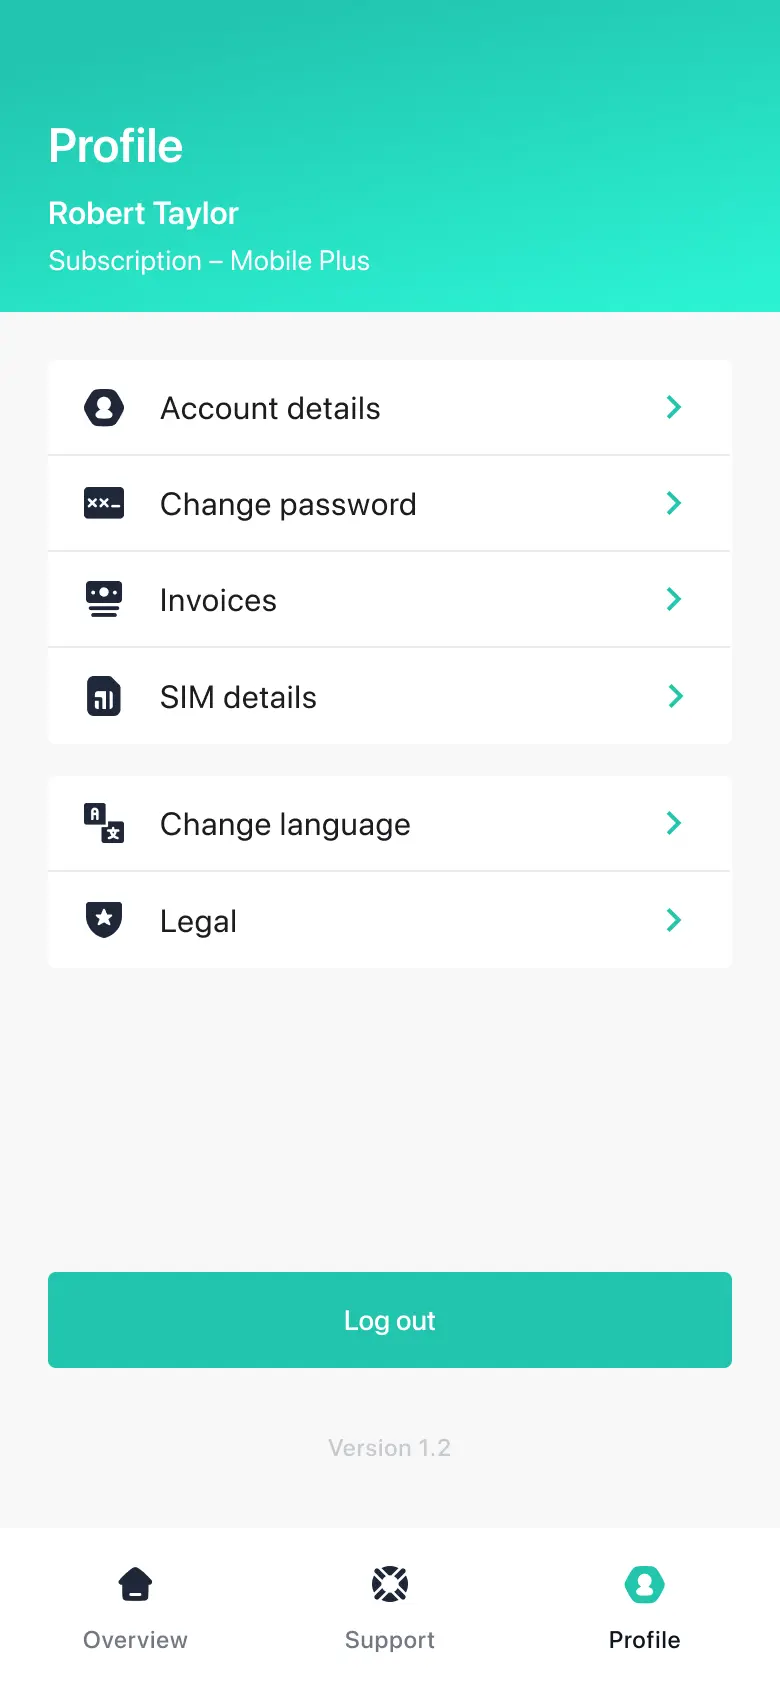 Profile
Robert Taylor
Subscription – Mobile Plus
Account details
Change password
Invoices
SIM details
A
文
Change language
Legal
Log out
Version 1.2
Overview
Support
Profile